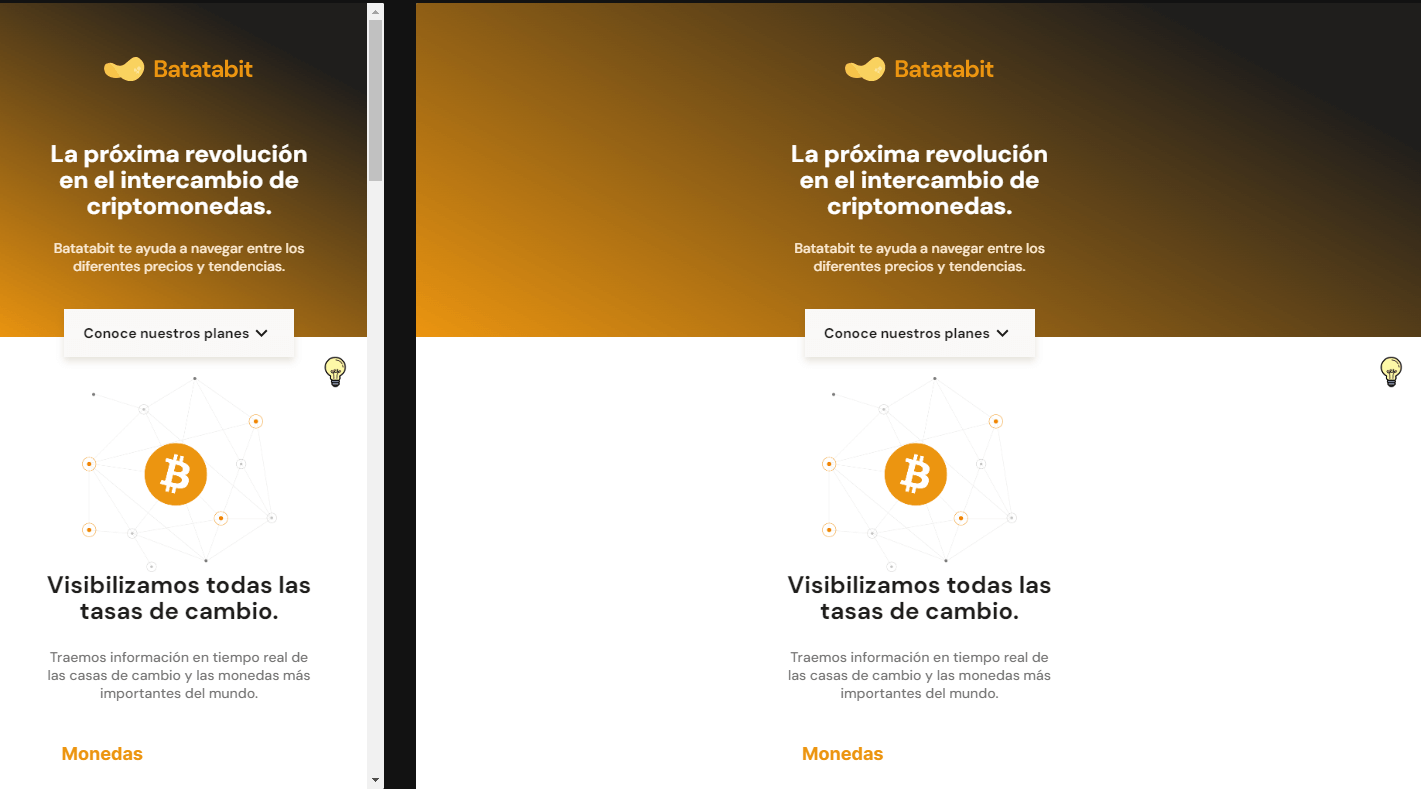 Batatabit
La próxima revolución
en el intercambio de
criptomonedas.
Batatabit te ayuda a navegar entre los
diferentes precios y tendencias.
Conoce nuestros planes
Visibilizamos todas las
tasas de cambio.
Traemos información en tiempo real de
las casas de cambio y las monedas más
importantes del mundo.
Monedas
Batatabit
La próxima revolución
en el intercambio de
criptomonedas.
Batatabit te ayuda a navegar entre los
diferentes precios y tendencias.
Conoce nuestros planes
Visibilizamos todas las
tasas de cambio.
Traemos información en tiempo real de
las casas de cambio y las monedas más
importantes del mundo.
Monedas